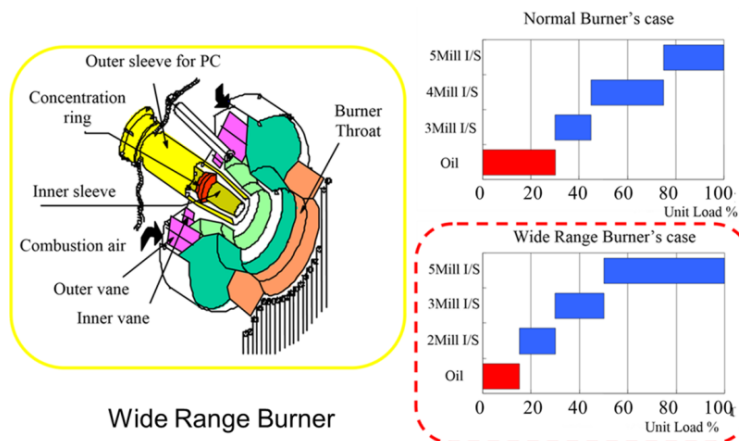 Outer sleeve for PC
Concentration
ring
Burner
Throat
Inner sleeve
Combustion air
Outer vane
Inner vane
Wide Range Burner
Normal Burner's case
5Mill I/S
4Mill I/S
3Mill I/S
Oil
0 20 40 60 80 100
Unit Load %
Wide Range Burner's case
5Mill I/S
3Mill I/S
2Mill I/S
Oil
0 20 40 60 80 100
Unit Load %